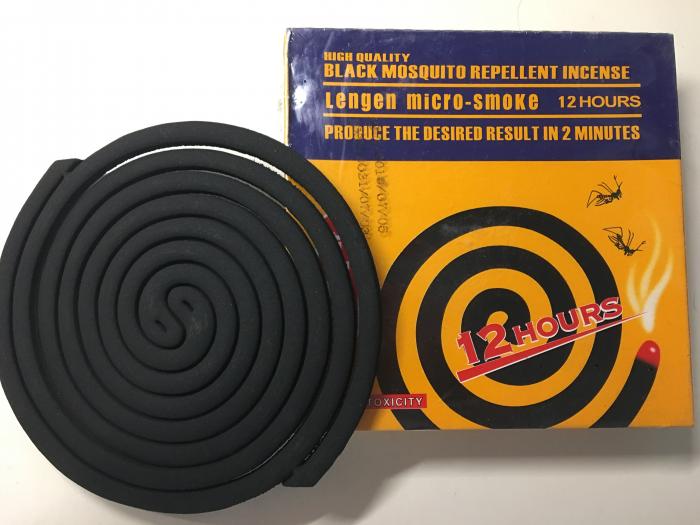 HIGH QUALITY
BLACK MOSQUITO REPELLENT INCENSE
Lengen micro-smoke 12 HOURS
PRODUCE THE DESIRED RESULT IN 2 MINUTES
12 HOURS
TOXICITY